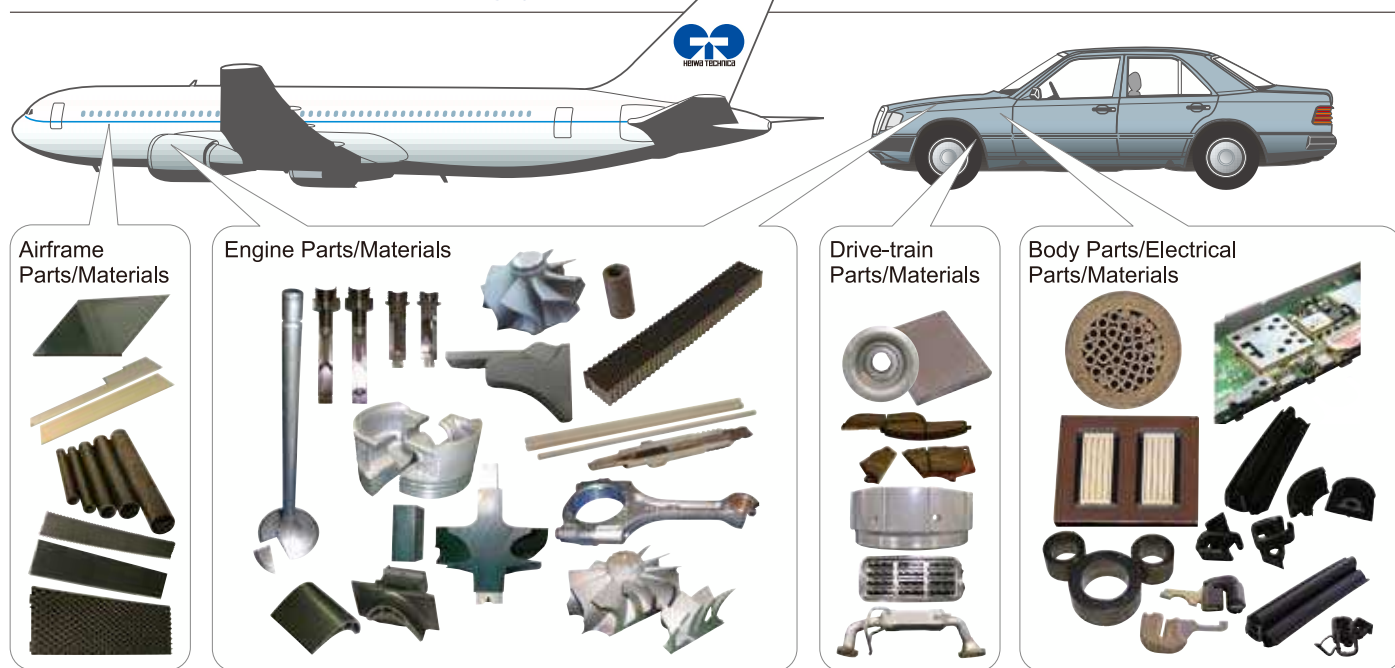 HEIWA TECHNICA
Airframe
Parts/Materials
Engine Parts/Materials
Drive-train
Parts/Materials
Body Parts/Electrical
Parts/Materials